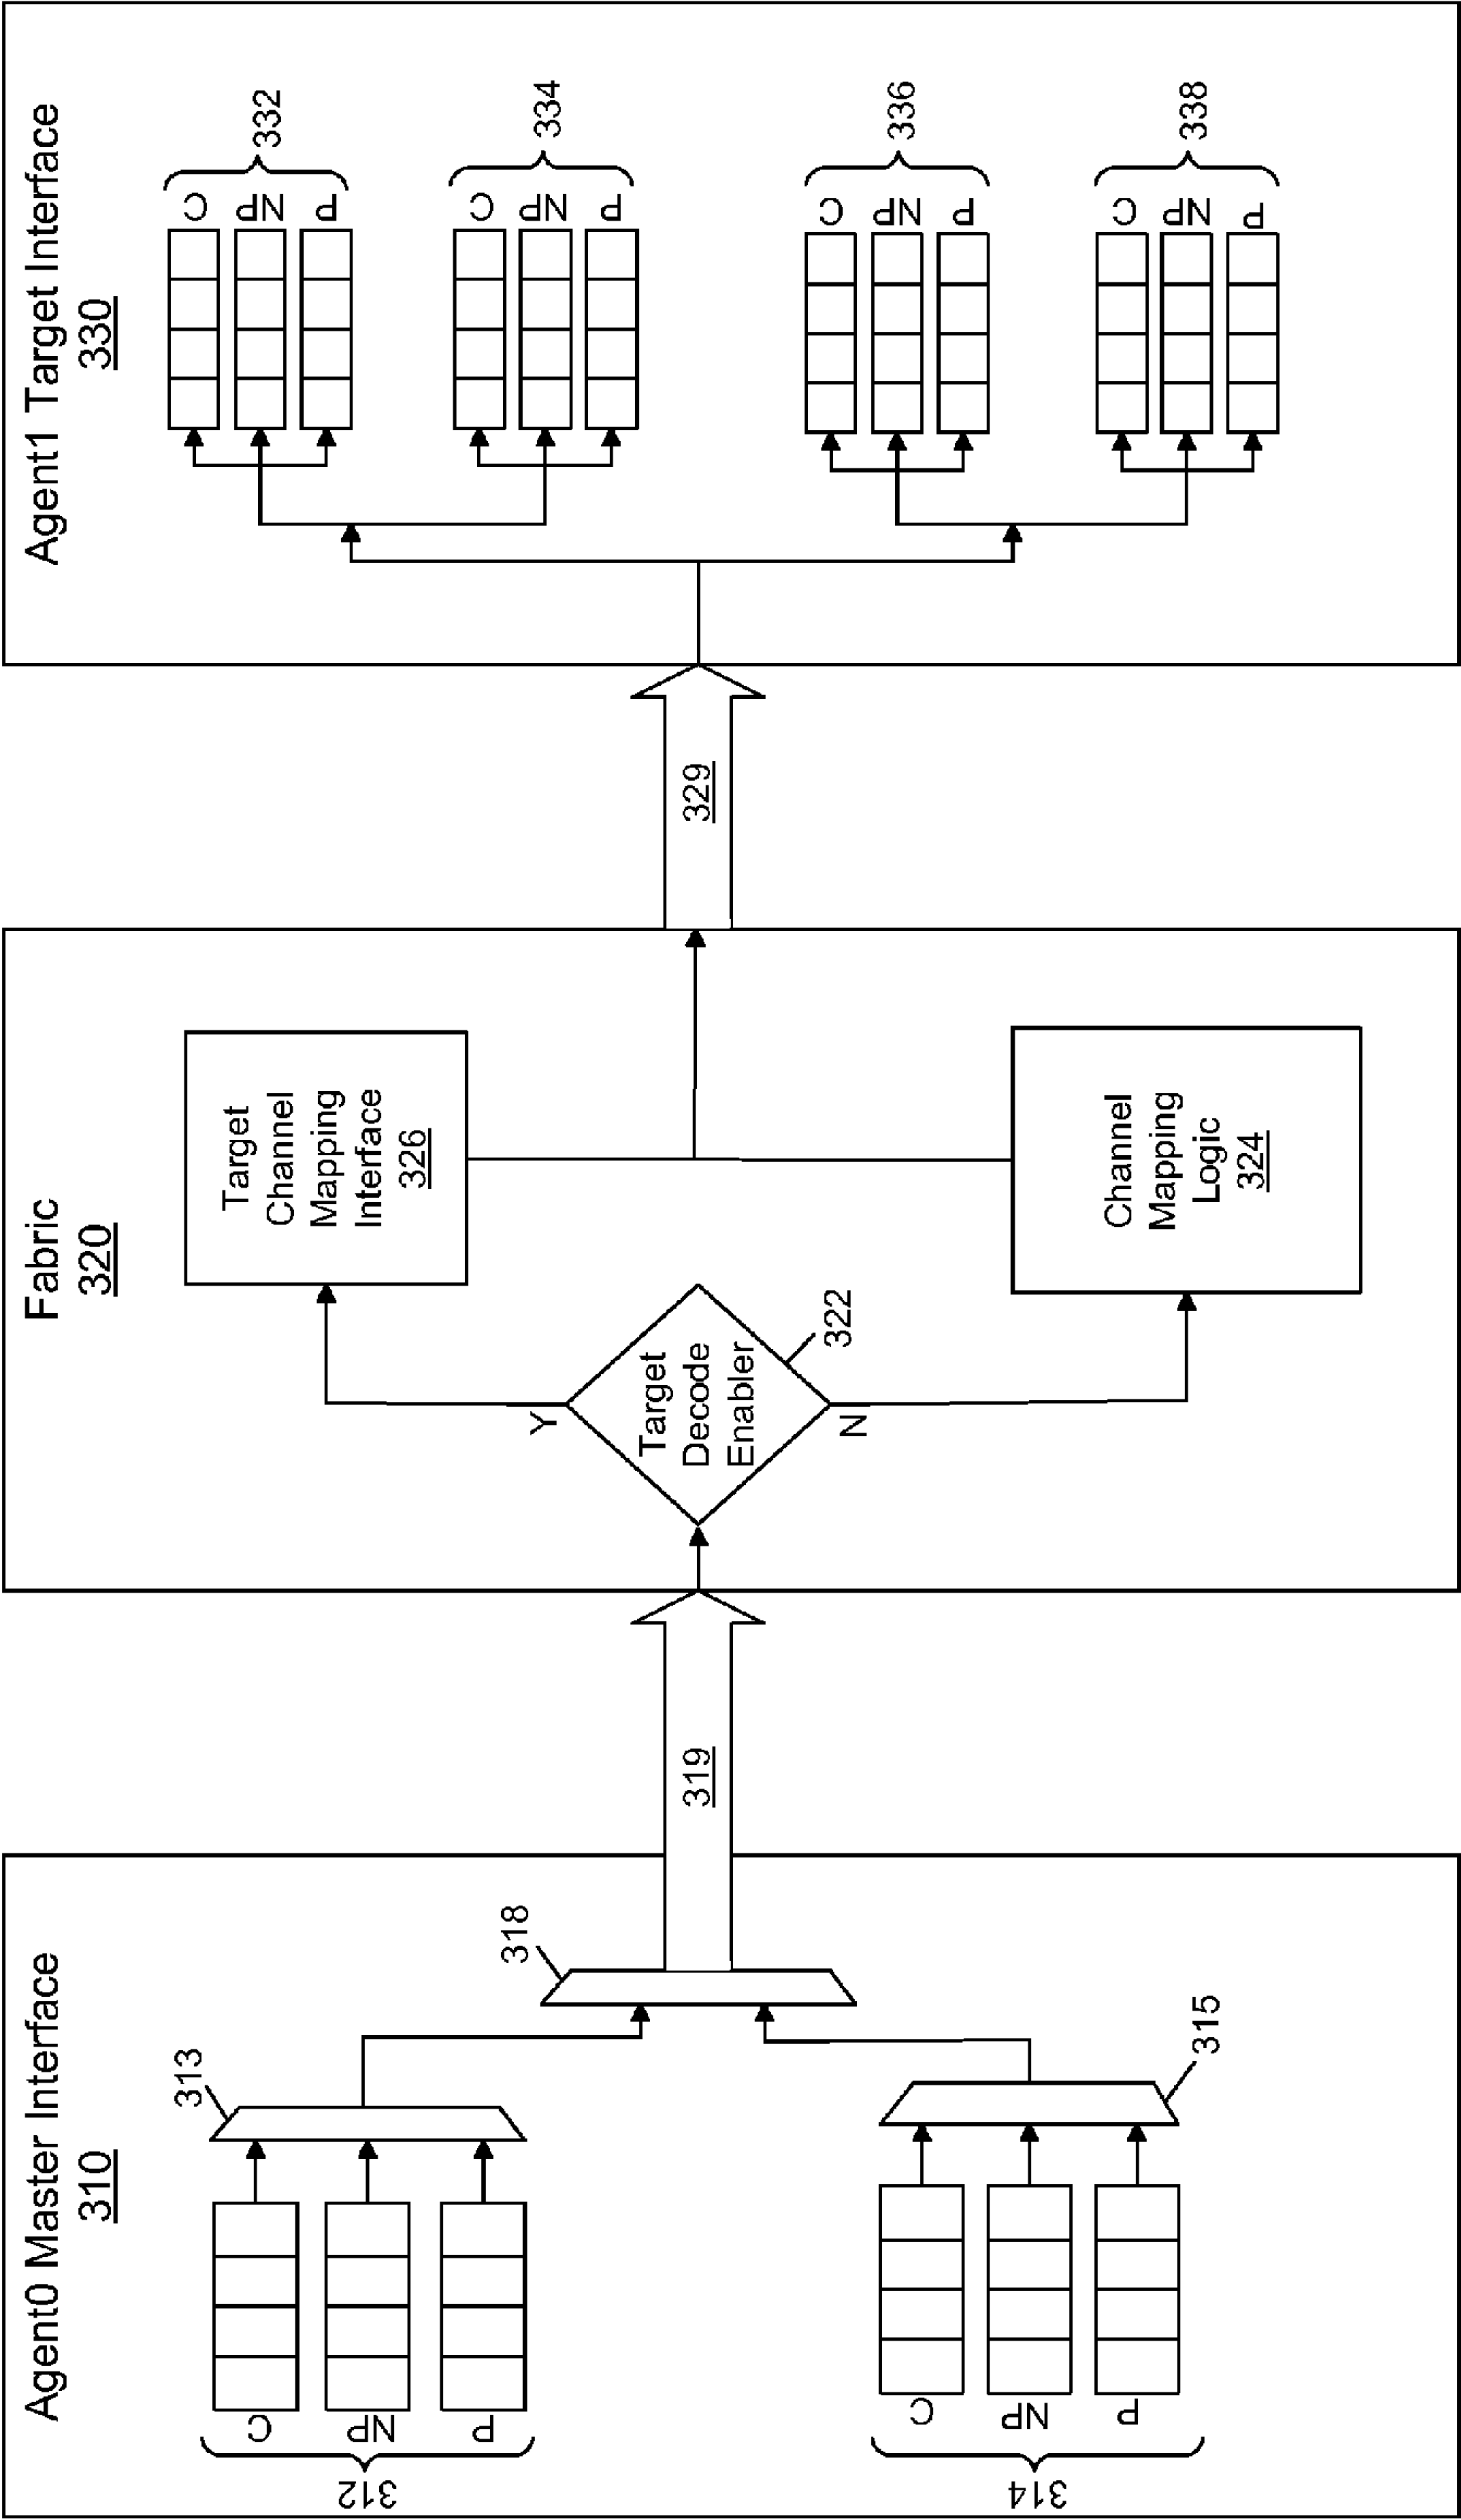 Agent0 Master Interface
310
312
C
NP
P
313
314
C
NP
P
315
318
319
Fabric
320
Target
Decode
Enabler
322
Y
N
Target
Channel
Mapping
Interface
326
Channel
Mapping
Logic
324
329
Agent1 Target Interface
330
C
NP
P
332
C
NP
P
334
C
NP
P
336
C
NP
P
338